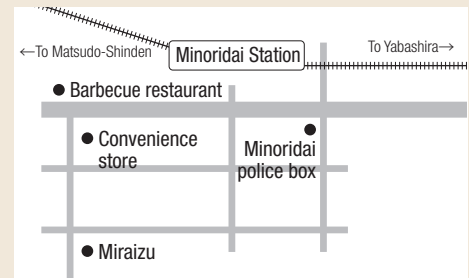 ←To Matsudo-Shinden
Minoridai Station
To Yabashira→
Barbecue restaurant
Convenience
store
Minoridai
police box
Miraizu